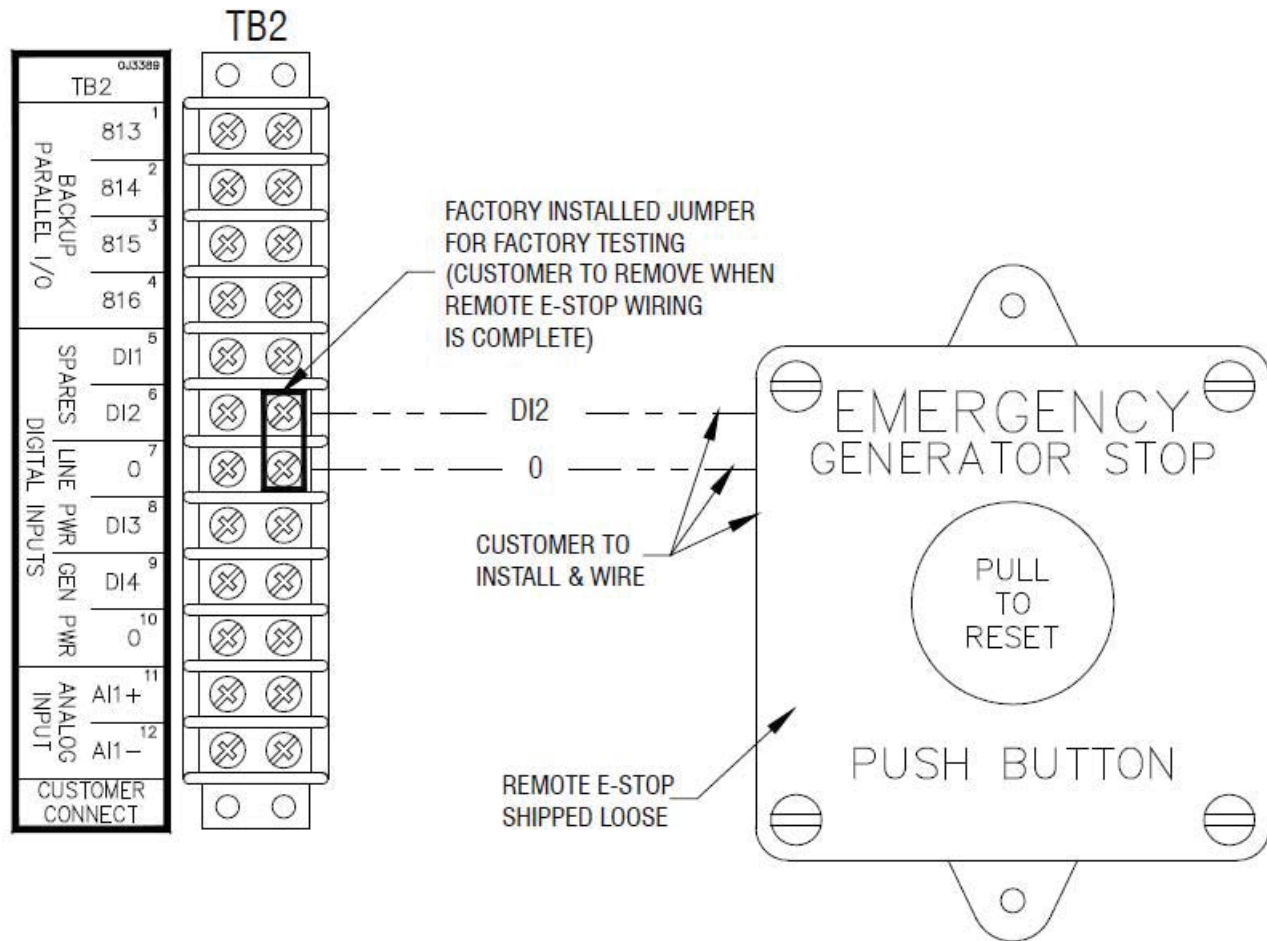 TB2
0J3389
TB2
BACKUP
PARALLEL I/O
813 1
814 2
815 3
816 4
DIGITAL INPUTS
SPARES
DI1 5
DI2 6
LINE PWR
0 7
DI3 8
GEN PWR
DI4 9
0 10
ANALOG
INPUT
AI1+ 11
AI1- 12
CUSTOMER
CONNECT
FACTORY INSTALLED JUMPER
FOR FACTORY TESTING
(CUSTOMER TO REMOVE WHEN
REMOTE E-STOP WIRING
IS COMPLETE)
DI2
0
CUSTOMER TO
INSTALL & WIRE
REMOTE E-STOP
SHIPPED LOOSE
EMERGENCY
GENERATOR STOP
PULL
TO
RESET
PUSH BUTTON